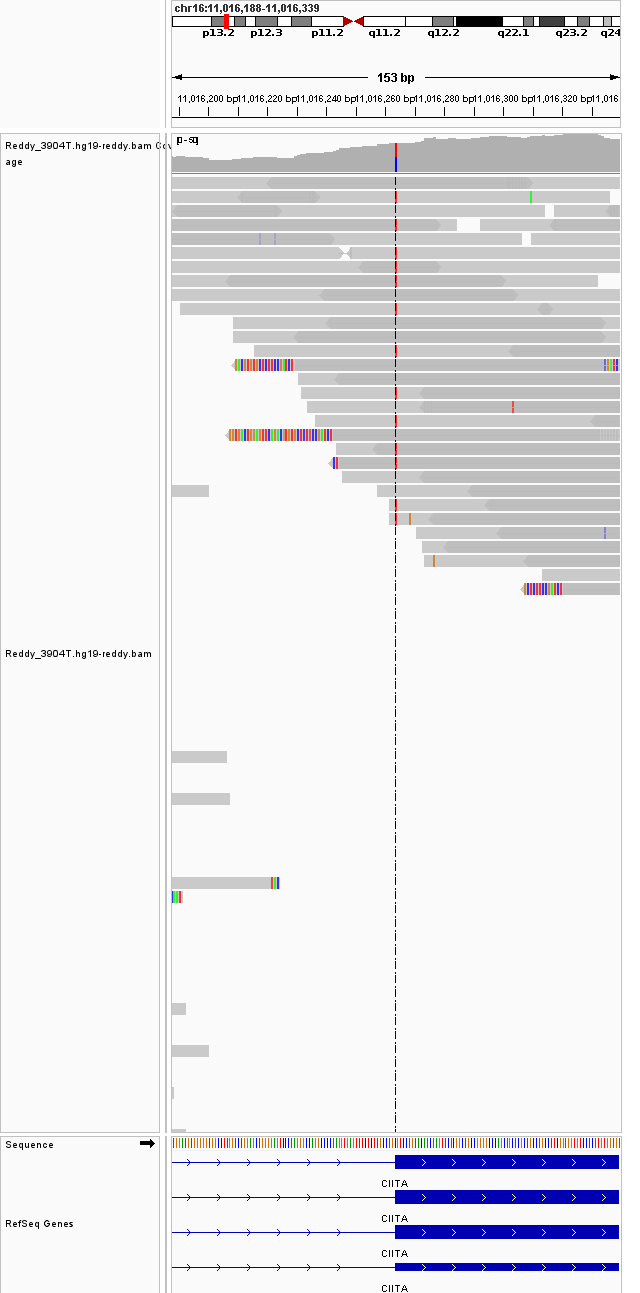 chr16:11,016,188-11,016,339
p13.2 p12.3 p11.2 q11.2 q12.2 q22.1 q23.2 q24
153 bp
11,016,200 bp 11,016,220 bp 11,016,240 bp 11,016,260 bp 11,016,280 bp 11,016,300 bp 11,016,320 bp 11,016
Reddy_3904T.hg19-reddy.bam Cov
age
Reddy_3904T.hg19-reddy.bam
Sequence
CIITA
CIITA
RefSeq Genes
CIITA
CIITA